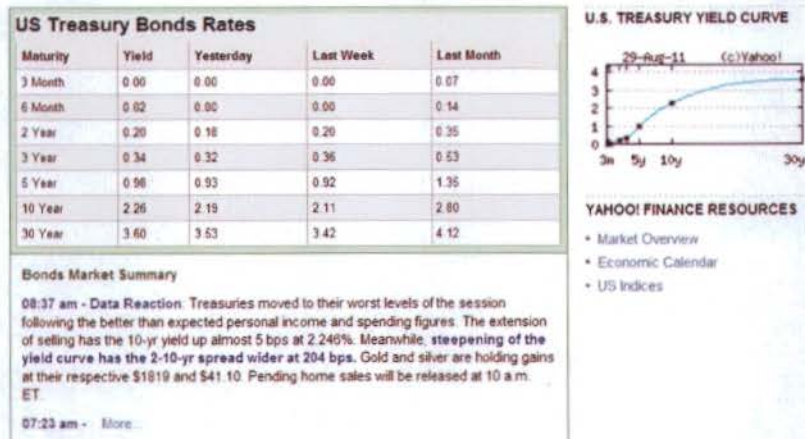 US Treasury Bonds Rates
Maturity Yield Yesterday Last Week Last Month
3 Month 0.00 0.00 0.00 0.07
6 Month 0.02 0.00 0.00 0.14
2 Year 0.20 0.18 0.20 0.35
3 Year 0.34 0.32 0.36 0.53
5 Year 0.98 0.93 0.92 1.35
10 Year 2.26 2.19 2.11 2.80
30 Year 3.60 3.53 3.42 4.12
Bonds Market Summary
08:37 am - Data Reaction: Treasuries moved to their worst levels of the session
following the better than expected personal income and spending figures. The extension
of selling has the 10-yr yield up almost 5 bps at 2.246%. Meanwhile, steepening of the
yield curve has the 2-10-yr spread wider at 204 bps. Gold and silver are holding gains
at their respective $1819 and $41.10. Pending home sales will be released at 10 a.m.
ET.
07:23 am - More...
U.S. TREASURY YIELD CURVE
29-Aug-11 (c)Yahoo!
4
3
2
1
0
3m 5y 10y 30y
YAHOO! FINANCE RESOURCES
• Market Overview
• Economic Calendar
• US Indices